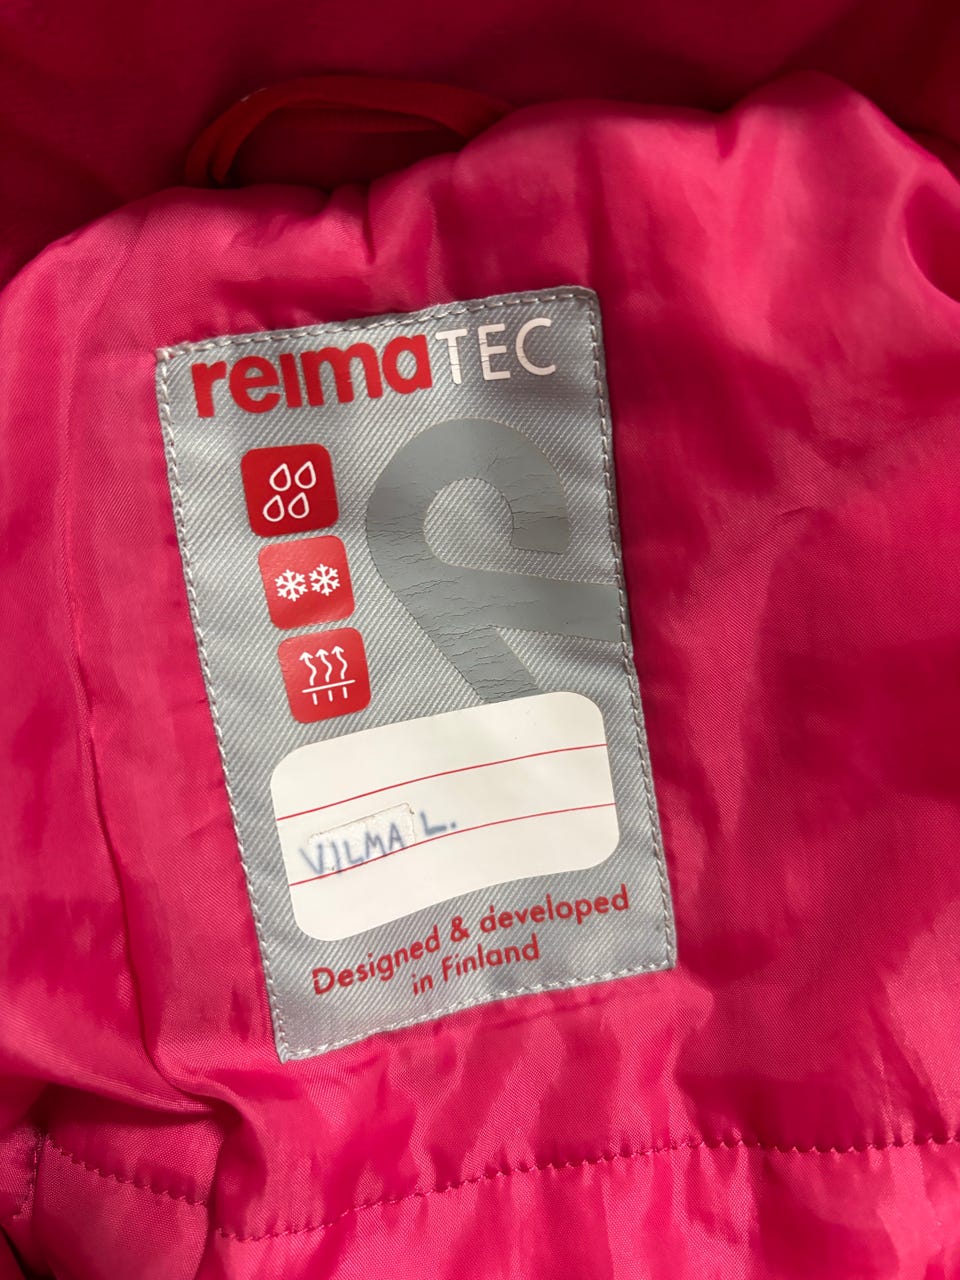 reimaTEC
VILMA L.
Designed & developed
in Finland